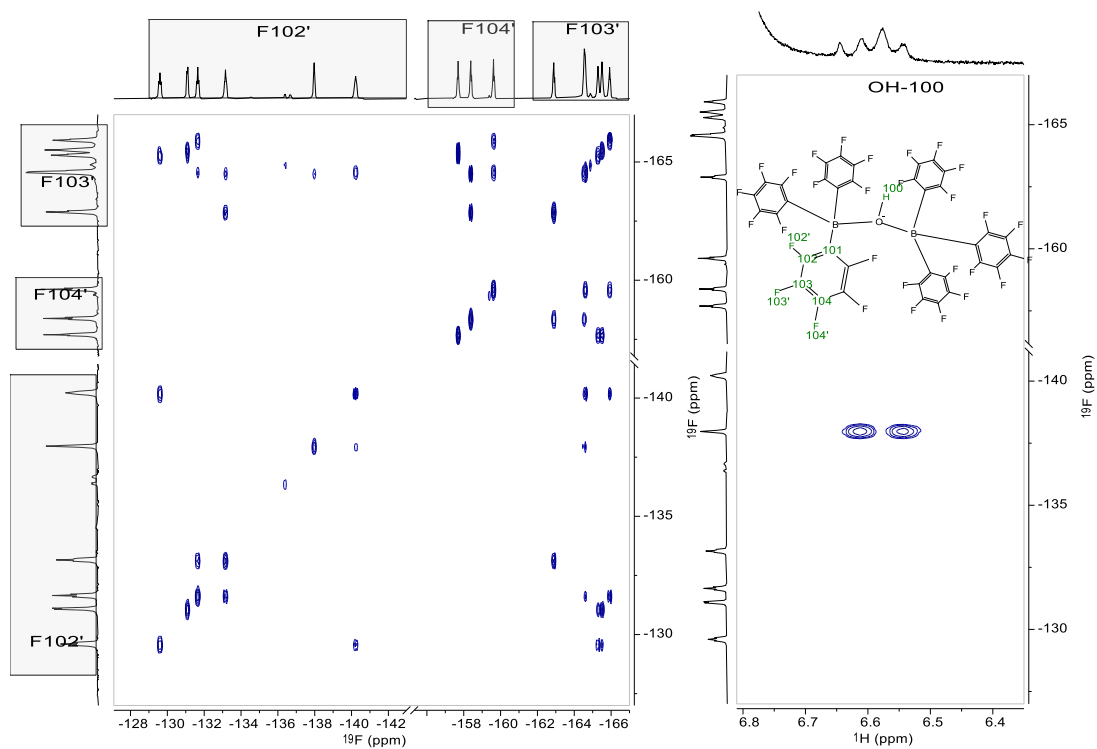 F102'
F104'
F103'
F103'
F104'
F102'
-165
-160
-140
-135
-130
19F (ppm)
-128 -130 -132 -134 -136 -138 -140 -142 -158 -160 -162 -164 -166
19F (ppm)
OH-100
F F F F F
F F F F F
F F F F F
100
H
B O- B
102' F
101
102
103
104
F
103'
F
104'
F
F
F F F F F
F F F F F
-165
-160
-140
-135
-130
19F (ppm)
19F (ppm)
6.8 6.7 6.6 6.5 6.4
1H (ppm)